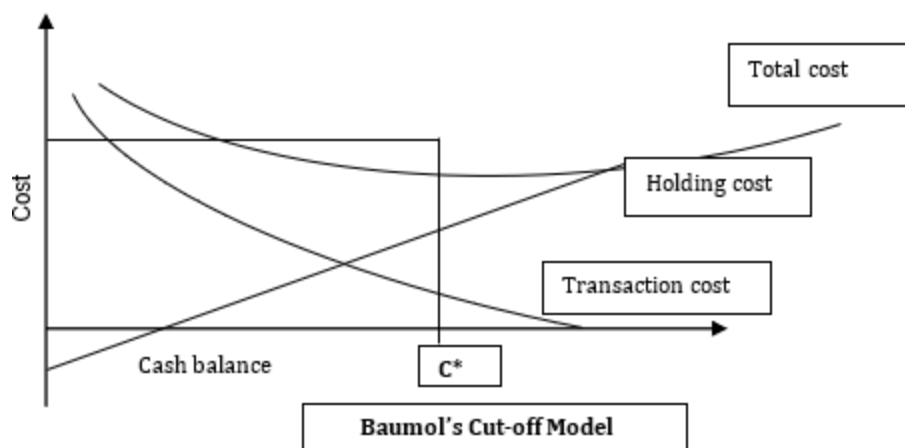 Total cost
Cost
Holding cost
Transaction cost
Cash balance
C*
Baumol's Cut-off Model